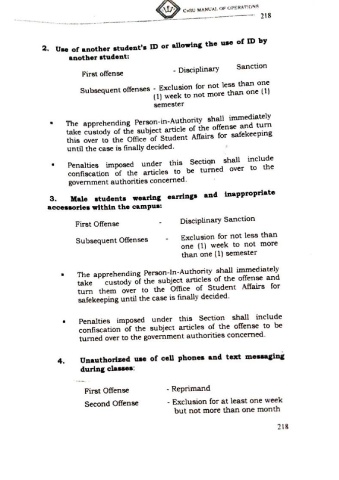 CHSU MANUAL OF OPERATIONS
218
2. Use of another student's ID or allowing the use of ID by
another student:
First offense - Disciplinary Sanction
Subsequent offenses - Exclusion for not less than one
(1) week to not more than one (1)
semester
• The apprehending Person-in-Authority shall immediately
take custody of the subject article of the offense and turn
this over to the Office of Student Affairs for safekeeping
until the case is finally decided.
• Penalties imposed under this Section shall include
confiscation of the articles to be turned over to the
government authorities concerned.
3. Male students wearing earrings and inappropriate
accessories within the campus:
First Offense - Disciplinary Sanction
Subsequent Offenses - Exclusion for not less than
one (1) week to not more
than one (1) semester
• The apprehending Person-In-Authority shall immediately
take custody of the subject articles of the offense and
turn them over to the Office of Student Affairs for
safekeeping until the case is finally decided.
• Penalties imposed under this Section shall include
confiscation of the subject articles of the offense to be
turned over to the government authorities concerned.
4. Unauthorized use of cell phones and text messaging
during classes:
First Offense - Reprimand
Second Offense - Exclusion for at least one week
but not more than one month
218